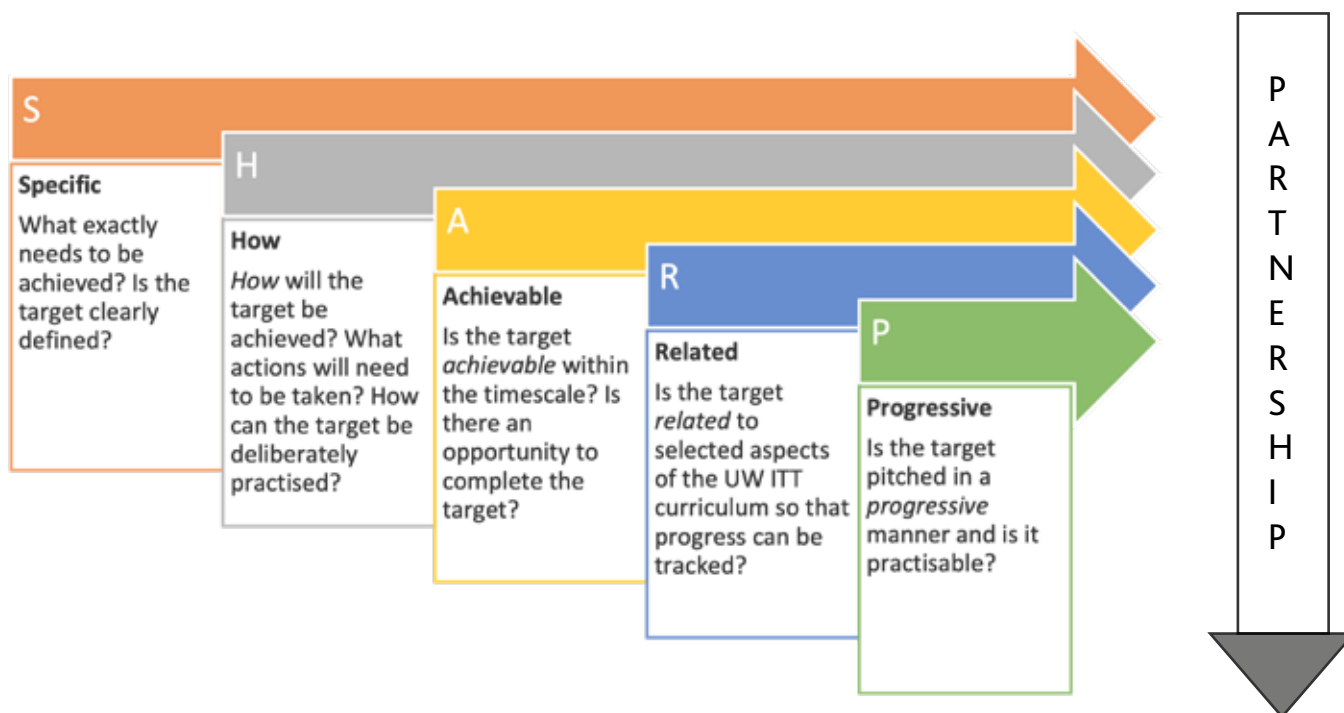 S
Specific
What exactly
needs to be
achieved? Is the
target clearly
defined?
H
How
How will the
target be
achieved? What
actions will need
to be taken? How
can the target be
deliberately
practised?
A
Achievable
Is the target
achievable within
the timescale? Is
there an
opportunity to
complete the
target?
R
Related
Is the target
related to
selected aspects
of the UW ITT
curriculum so that
progress can be
tracked?
P
Progressive
Is the target
pitched in a
progressive
manner and is it
practisable?
P
A
R
T
N
E
R
S
H
I
P